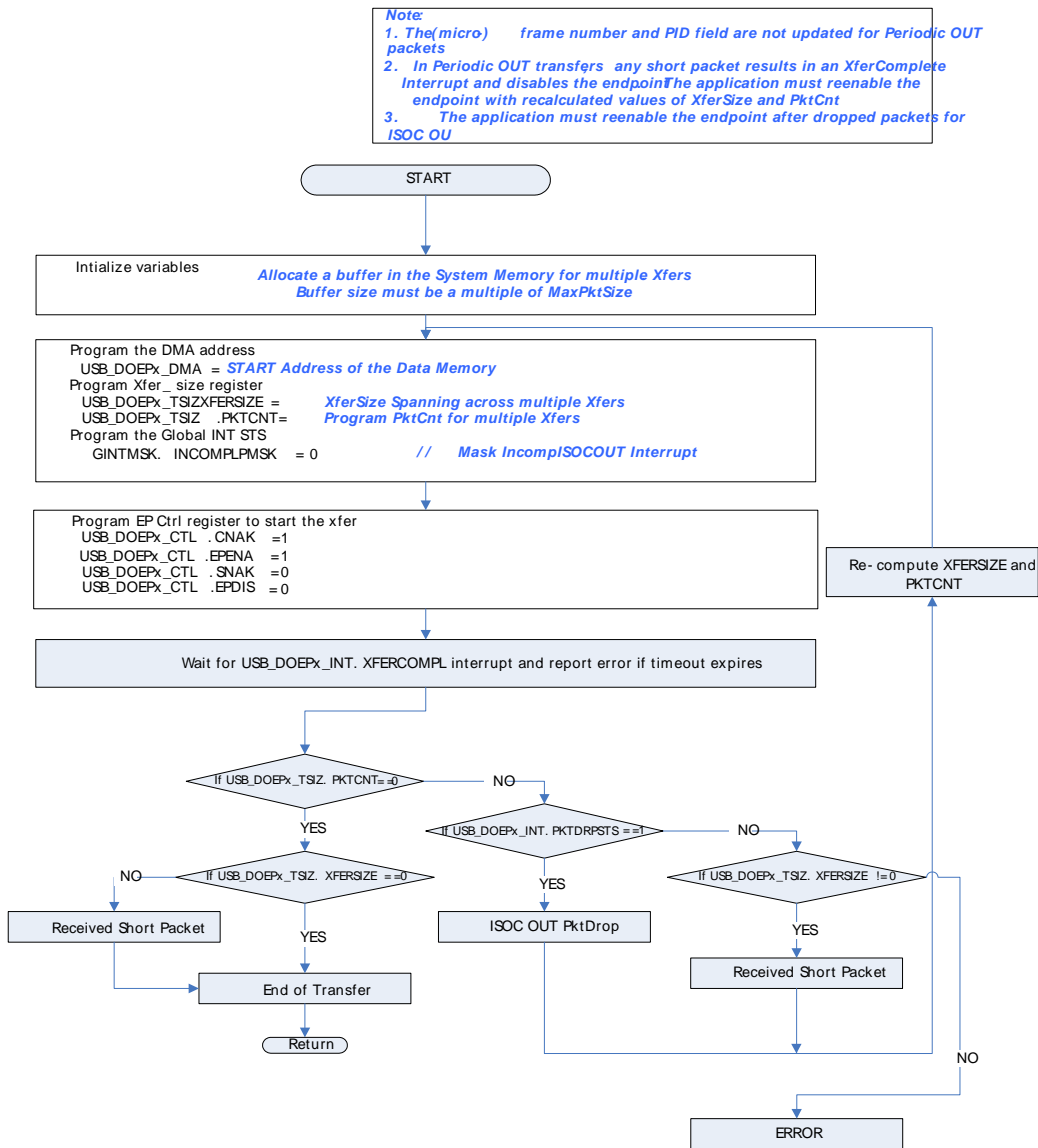 Note:
1. The(micro-) frame number and PID field are not updated for Periodic OUT
packets
2. In Periodic OUT transfers, any short packet results in an XferComplete
Interrupt and disables the endpoint.The application must reenable the
endpoint with recalculated values of XferSize and PktCnt
3. The application must reenable the endpoint after dropped packets for
ISOC OU
START
Intialize variables
Allocate a buffer in the System Memory for multiple Xfers
Buffer size must be a multiple of MaxPktSize
Program the DMA address
USB_DOEPx_DMA = START Address of the Data Memory
Program Xfer_ size register
USB_DOEPx_TSIZXFERSIZE = XferSize Spanning across multiple Xfers
USB_DOEPx_TSIZ .PKTCNT= Program PktCnt for multiple Xfers
Program the Global INT STS
GINTMSK. INCOMPLPMSK = 0 // Mask IncompISOCOUT Interrupt
Program EP Ctrl register to start the xfer
USB_DOEPx_CTL .CNAK =1
USB_DOEPx_CTL .EPENA =1
USB_DOEPx_CTL .SNAK =0
USB_DOEPx_CTL .EPDIS =0
Re- compute XFERSIZE and
PKTCNT
Wait for USB_DOEPx_INT. XFERCOMPL interrupt and report error if timeout expires
If USB_DOEPx_TSIZ. PKTCNT==0
NO
YES
If USB_DOEPx_INT. PKTDRPSTS ==1
NO
NO
If USB_DOEPx_TSIZ. XFERSIZE ==0
YES
If USB_DOEPx_TSIZ. XFERSIZE !=0
Received Short Packet
YES
ISOC OUT PktDrop
YES
End of Transfer
Received Short Packet
Return
NO
ERROR